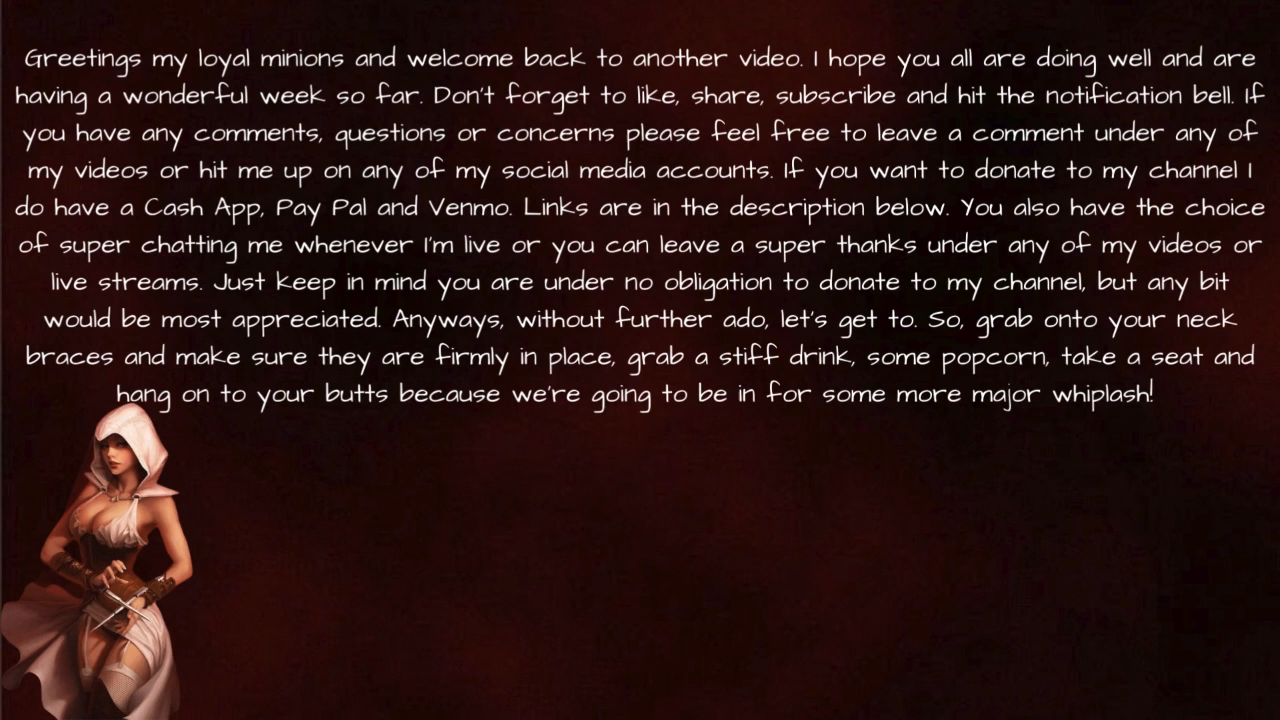 Greetings my loyal minions and welcome back to another video. I hope you all are doing well and are
having a wonderful week so far. Don't forget to like, share, subscribe and hit the notification bell. If
you have any comments, questions or concerns please feel free to leave a comment under any of
my videos or hit me up on any of my social media accounts. If you want to donate to my channel I
do have a Cash App, Pay Pal and Venmo. Links are in the description below. You also have the choice
of super chatting me whenever I'm live or you can leave a super thanks under any of my videos or
live streams. Just keep in mind you are under no obligation to donate to my channel, but any bit
would be most appreciated. Anyways, without further ado, let's get to. So, grab onto your neck
braces and make sure they are firmly in place, grab a stiff drink, some popcorn, take a seat and
hang on to your butts because we're going to be in for some more major whiplash!